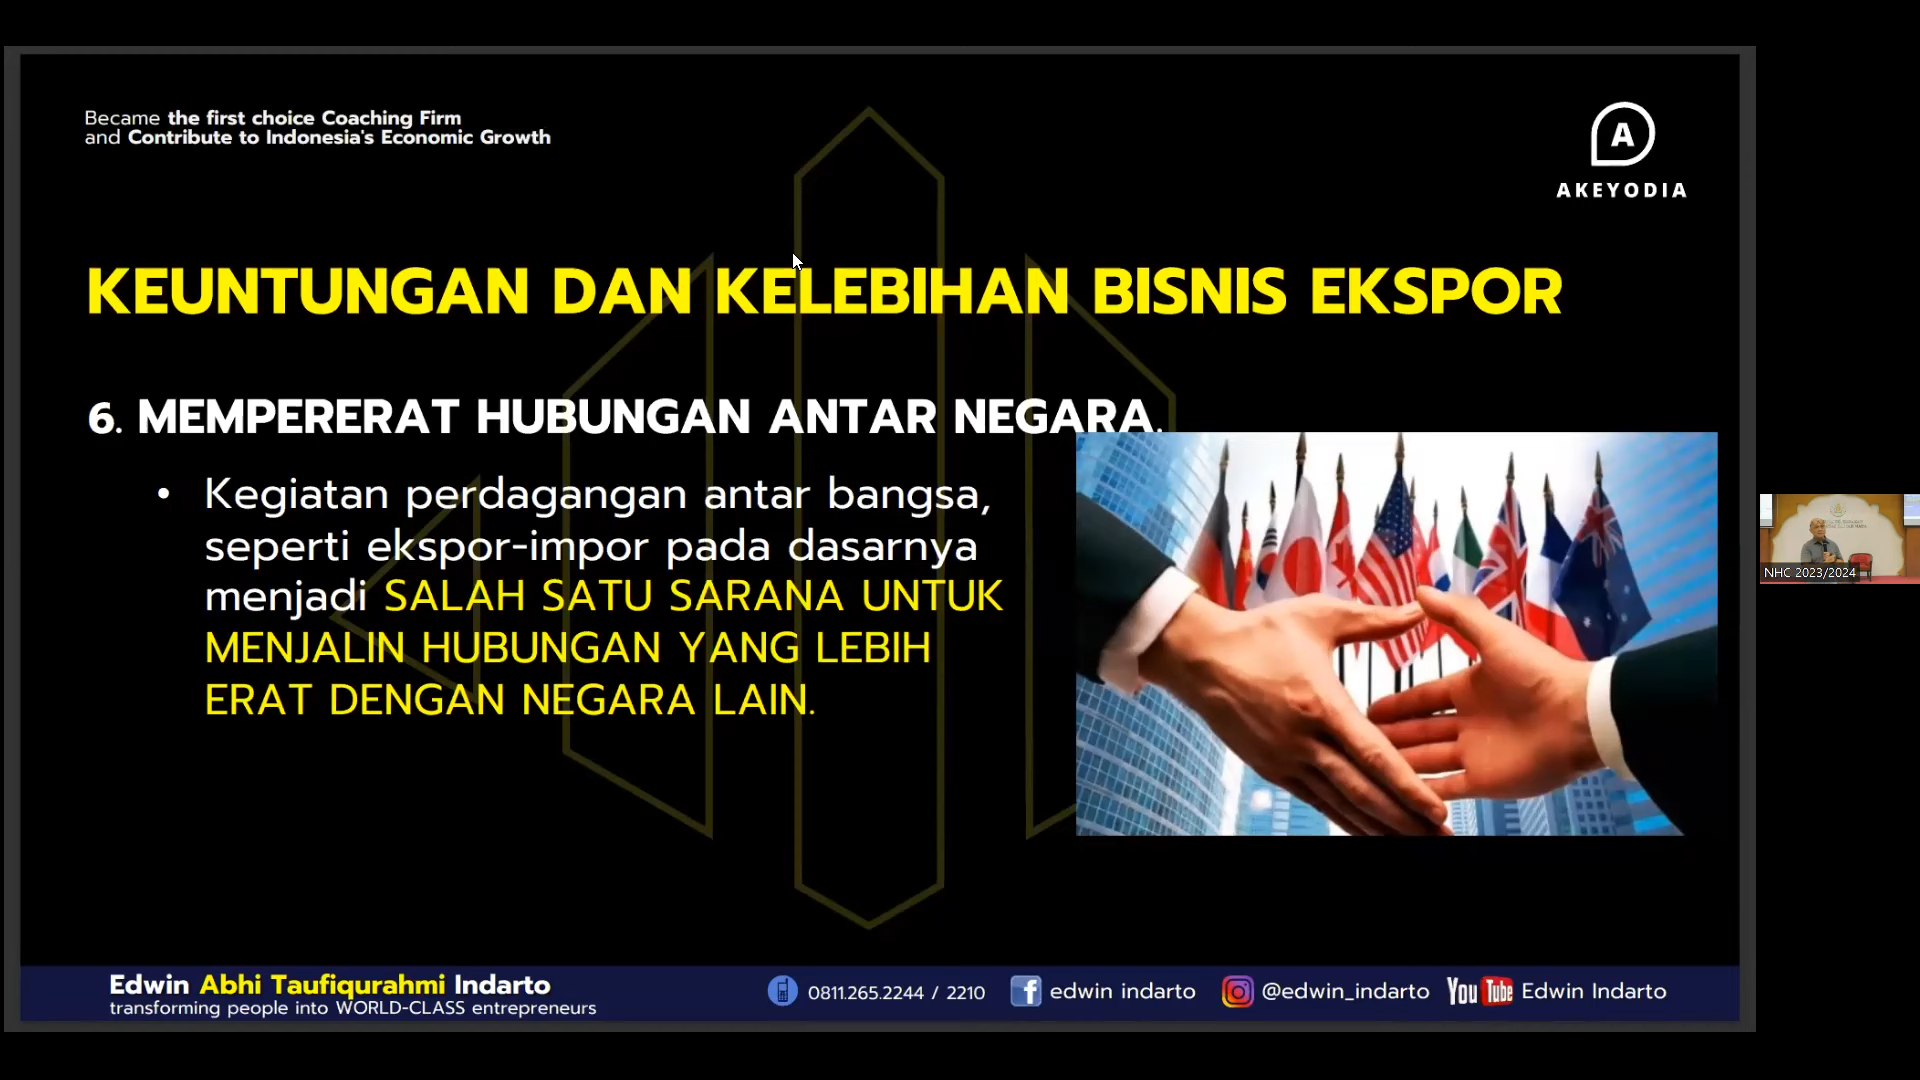 Became the first choice Coaching Firm
and Contribute to Indonesia's Economic Growth
A
AKEYODIA
KEUNTUNGAN DAN KELEBIHAN BISNIS EKSPOR
6. MEMPERERAT HUBUNGAN ANTAR NEGARA.
• Kegiatan perdagangan antar bangsa,
seperti ekspor-impor pada dasarnya
menjadi SALAH SATU SARANA UNTUK
MENJALIN HUBUNGAN YANG LEBIH
ERAT DENGAN NEGARA LAIN.
NHC 2023/2024
Edwin Abhi Taufiqurahmi Indarto
transforming people into WORLD-CLASS entrepreneurs
0811.265.2244 / 2210
f edwin indarto
@edwin_indarto
YouTube Edwin Indarto